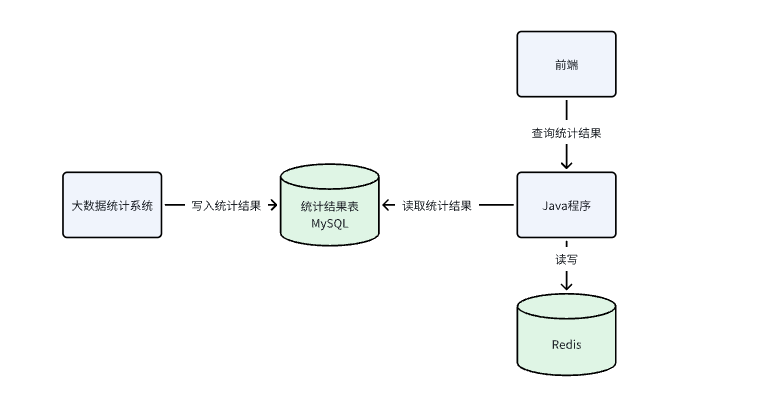 前端
查询统计结果
大数据统计系统
写入统计结果
统计结果表
MySQL
读取统计结果
Java程序
读写
Redis